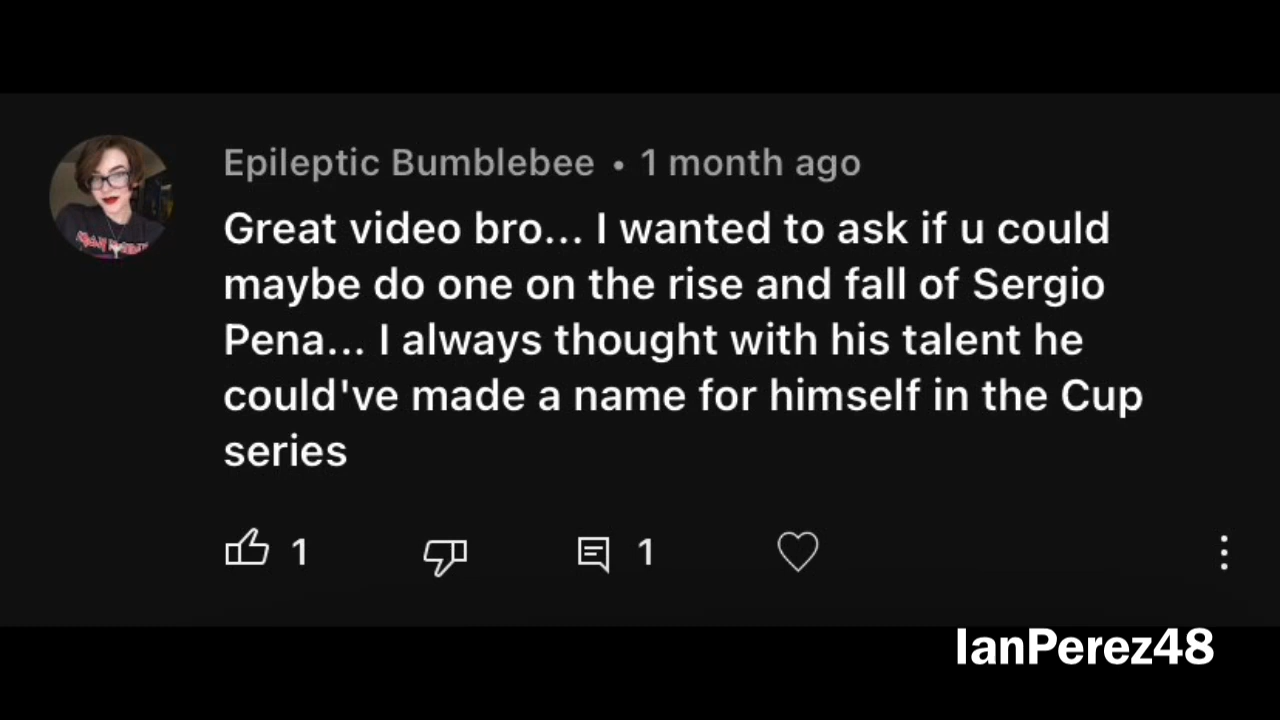 Epileptic Bumblebee • 1 month ago
Great video bro... I wanted to ask if u could
maybe do one on the rise and fall of Sergio
Pena... I always thought with his talent he
could've made a name for himself in the Cup
series
1 1
IanPerez48